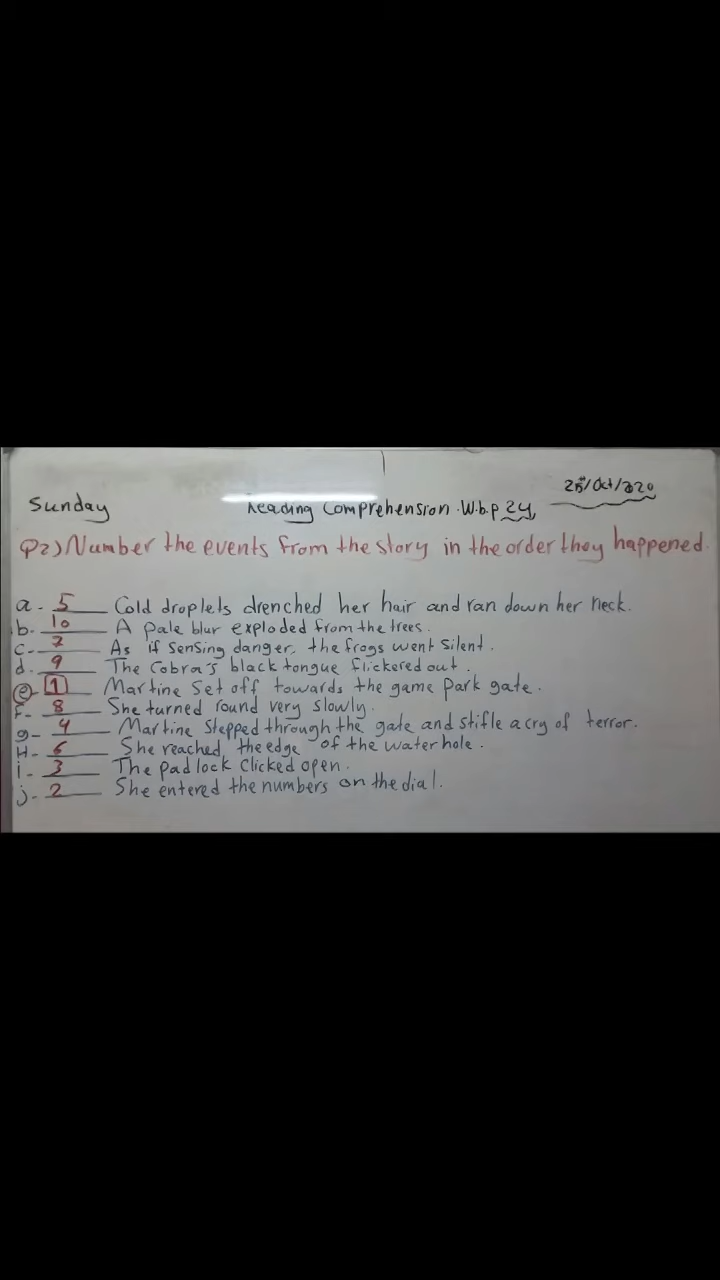 Sunday
Reading Comprehension . W.b.p 24
25/Oct/2020
Q2) Number the events from the story in the order they happened.
a - 5 Cold droplets drenched her hair and ran down her neck.
b. 10 A pale blur exploded from the trees.
c - 7 As if sensing danger, the frogs went silent.
d. 9 The Cobra's black tongue flickered out.
e - 1 Martine set off towards the game park gate.
F - 8 She turned round very slowly.
g - 4 Martine stepped through the gate and stifle a cry of terror.
H - 6 She reached, the edge of the water hole.
i - 3 The padlock clicked open.
j - 2 She entered the numbers on the dial.